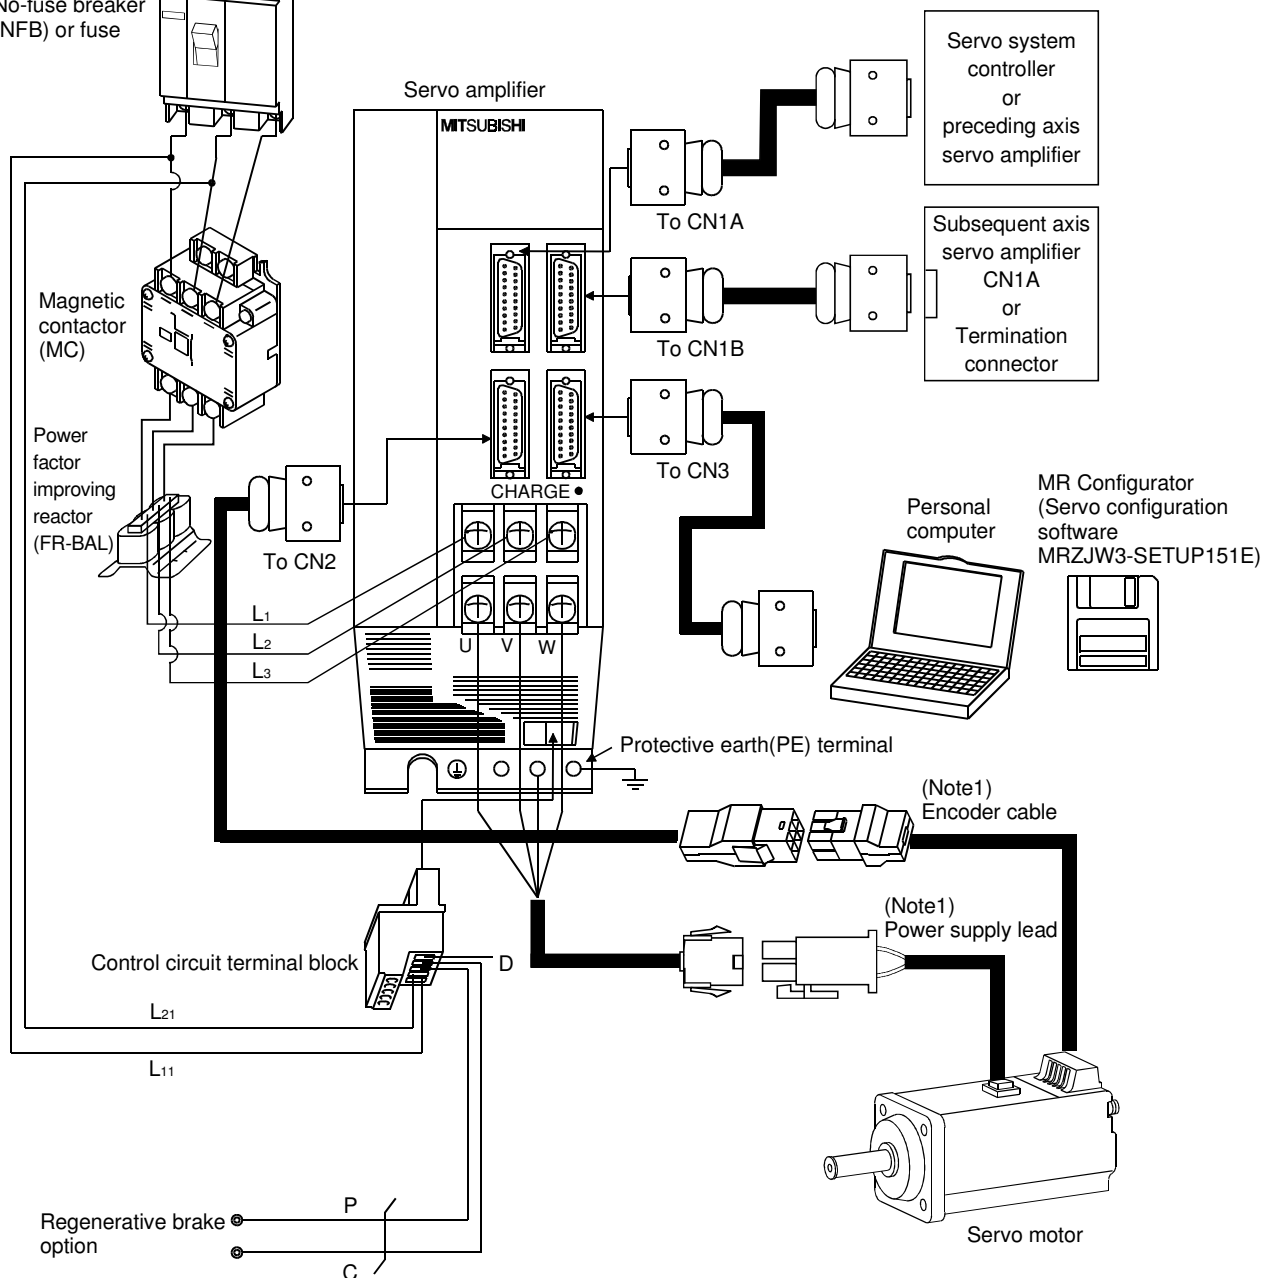 No-fuse breaker
(NFB) or fuse
Servo amplifier
MITSUBISHI
Servo system
controller
or
preceding axis
servo amplifier
To CN1A
Subsequent axis
servo amplifier
CN1A
or
Termination
connector
To CN1B
Magnetic
contactor
(MC)
Power
factor
improving
reactor
(FR-BAL)
To CN3
To CN2
CHARGE
Personal
computer
MR Configurator
(Servo configuration
software
MRZJW3-SETUP151E)
L1
L2
L3
U V W
Protective earth(PE) terminal
(Note1)
Encoder cable
(Note1)
Power supply lead
Control circuit terminal block
D
L21
L11
Servo motor
P
Regenerative brake
option
C